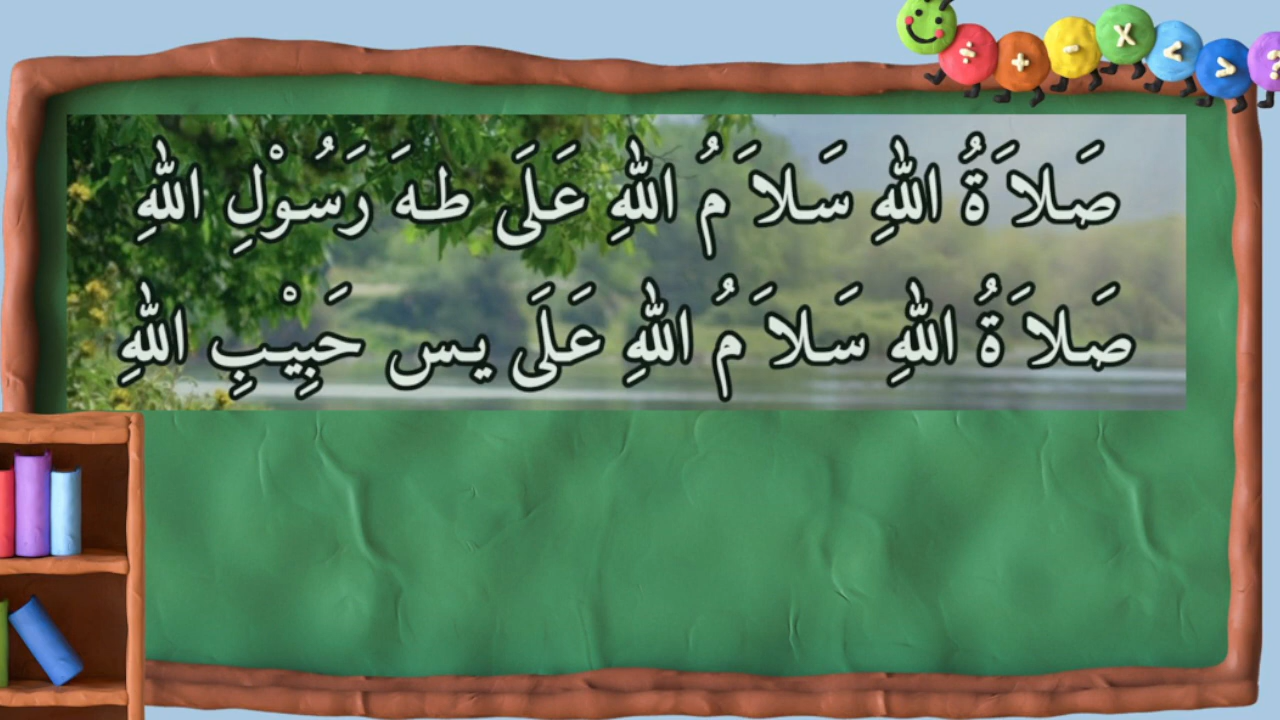 صَلاَةُ اللهِ سَلاَمُ اللهِ عَلَى طهَ رَسُوْلِ اللهِ
صَلاَةُ اللهِ سَلاَمُ اللهِ عَلَى يس حَبِيْبِ اللهِ
÷ + - x < > ?